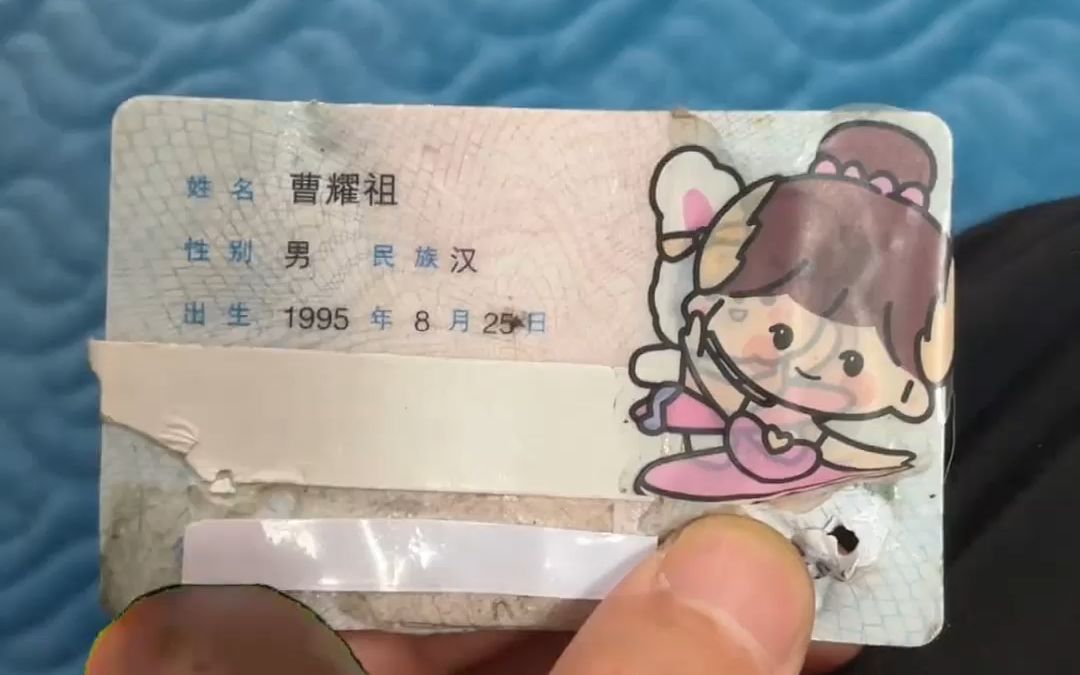 姓名 曹耀祖
性别 男 民族 汉
出生 1995 年 8 月 25 日